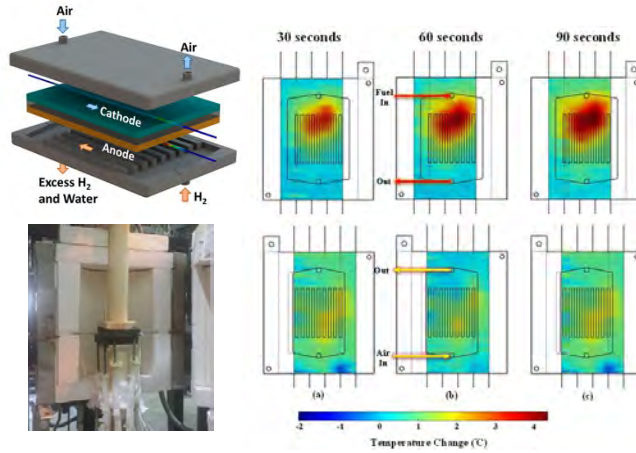 Air
Air
Cathode
Anode
Excess H₂
and Water
H₂
30 seconds
60 seconds
90 seconds
Fuel
In
Out
Out
Air
In
(a)
(b)
(c)
-2
-1
0
1
2
3
4
Temperature Change (℃)